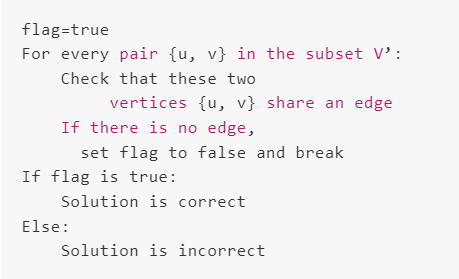 flag=true
For every pair {u, v} in the subset V’:
Check that these two
vertices {u, v} share an edge
If there is no edge,
set flag to false and break
If flag is true:
Solution is correct
Else:
Solution is incorrect